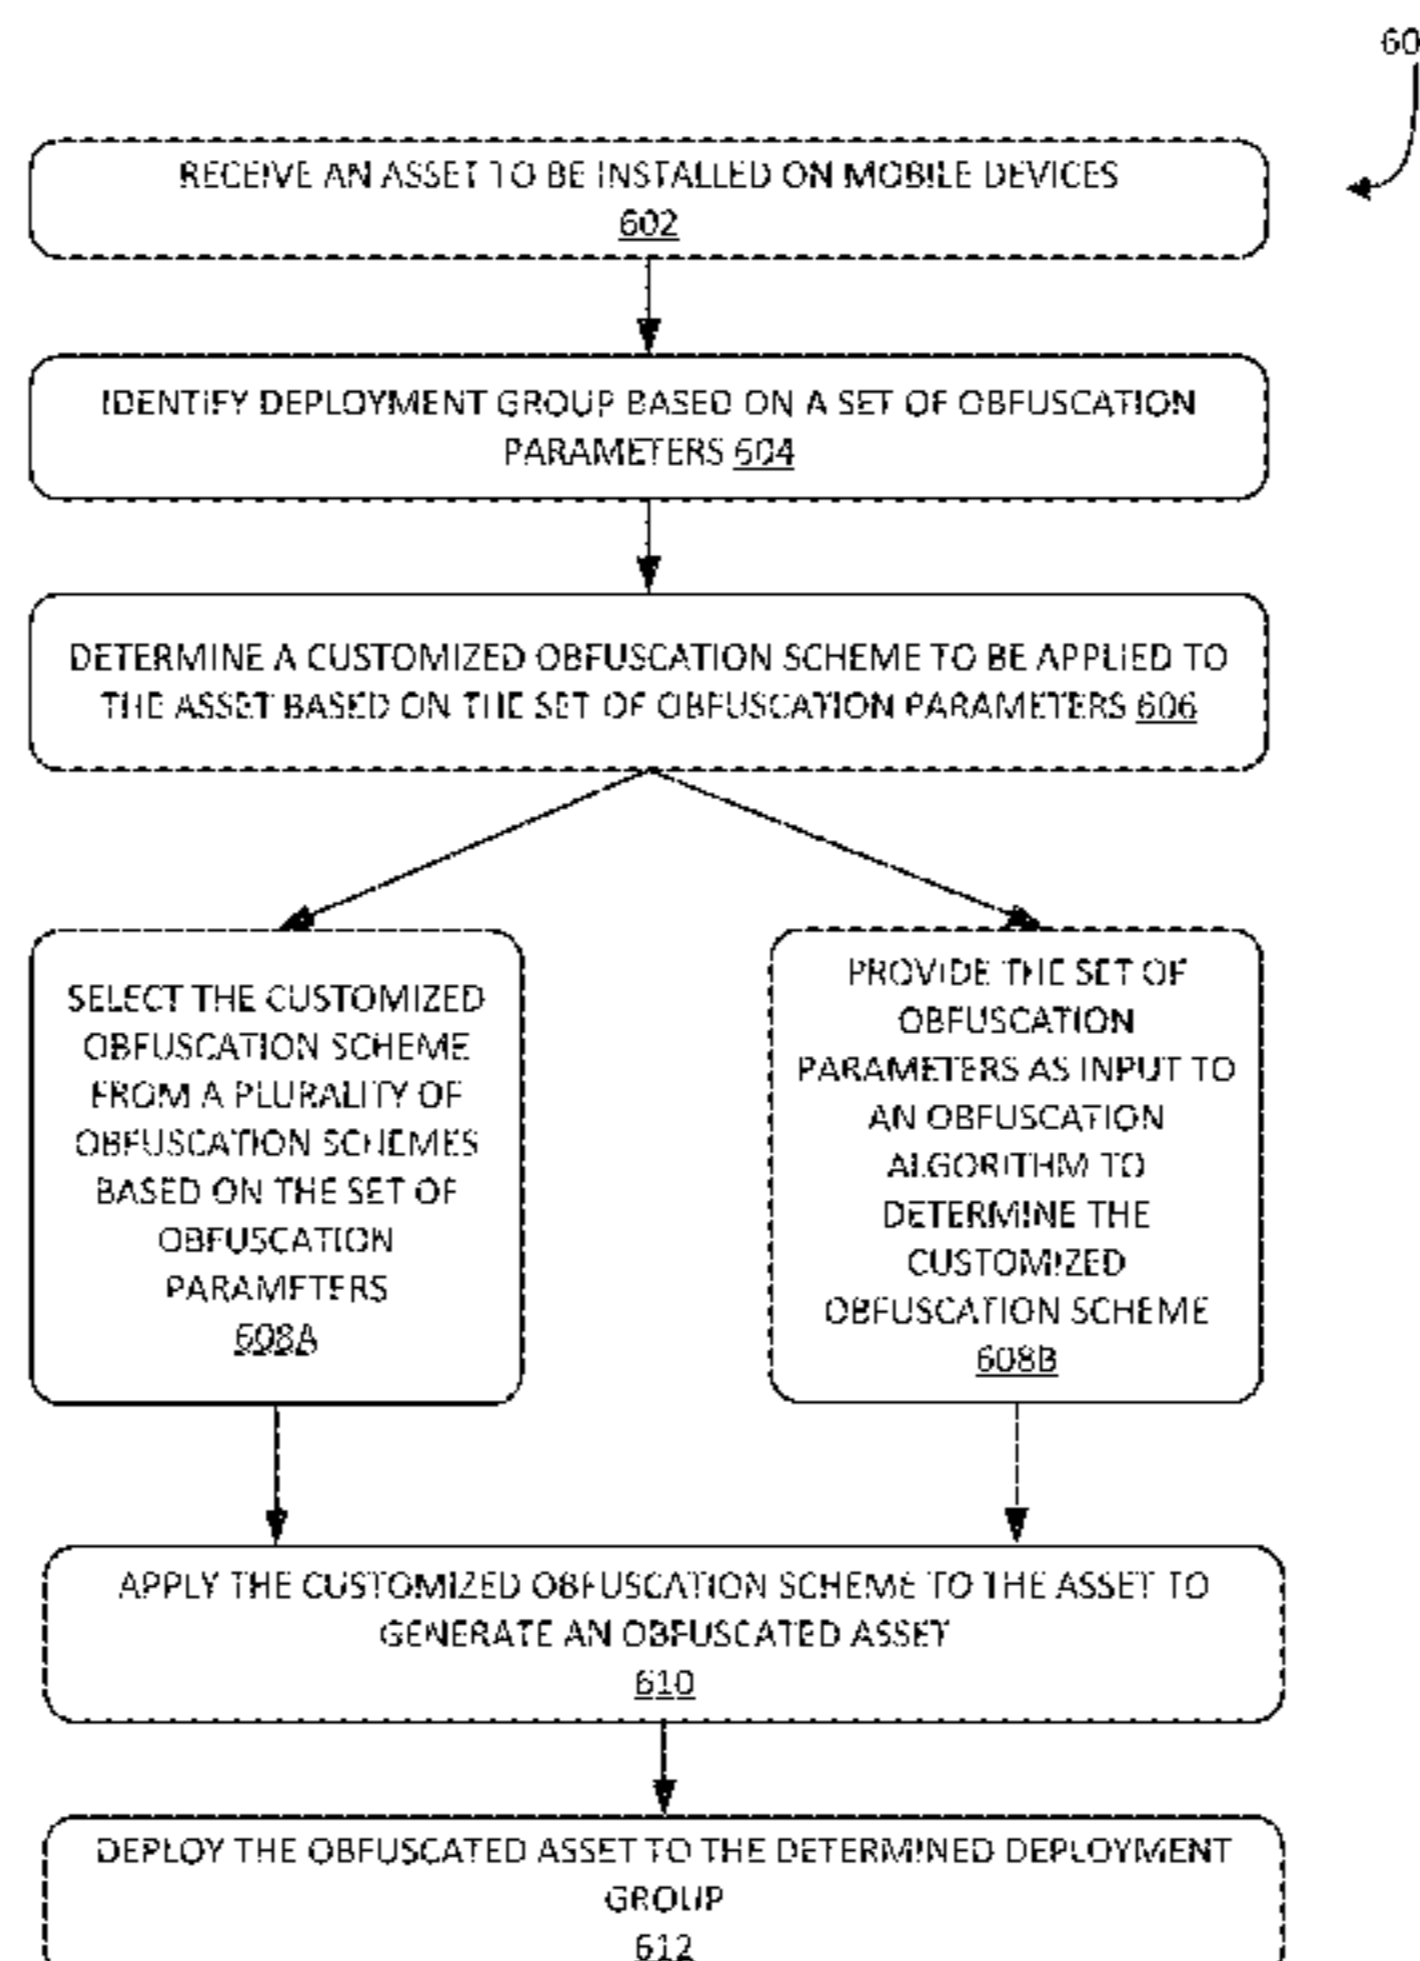 60
RECEIVE AN ASSET TO BE INSTALLED ON MOBILE DEVICES
602
IDENTIFY DEPLOYMENT GROUP BASED ON A SET OF OBFUSCATION
PARAMETERS 604
DETERMINE A CUSTOMIZED OBFUSCATION SCHEME TO BE APPLIED TO
THE ASSET BASED ON THE SET OF OBFUSCATION PARAMETERS 606
SELECT THE CUSTOMIZED
OBFUSCATION SCHEME
FROM A PLURALITY OF
OBFUSCATION SCHEMES
BASED ON THE SET OF
OBFUSCATION
PARAMETERS
608A
PROVIDE THE SET OF
OBFUSCATION
PARAMETERS AS INPUT TO
AN OBFUSCATION
ALGORITHM TO
DETERMINE THE
CUSTOMIZED
OBFUSCATION SCHEME
608B
APPLY THE CUSTOMIZED OBFUSCATION SCHEME TO THE ASSET TO
GENERATE AN OBFUSCATED ASSET
610
DEPLOY THE OBFUSCATED ASSET TO THE DETERMINED DEPLOYMENT
GROUP
612